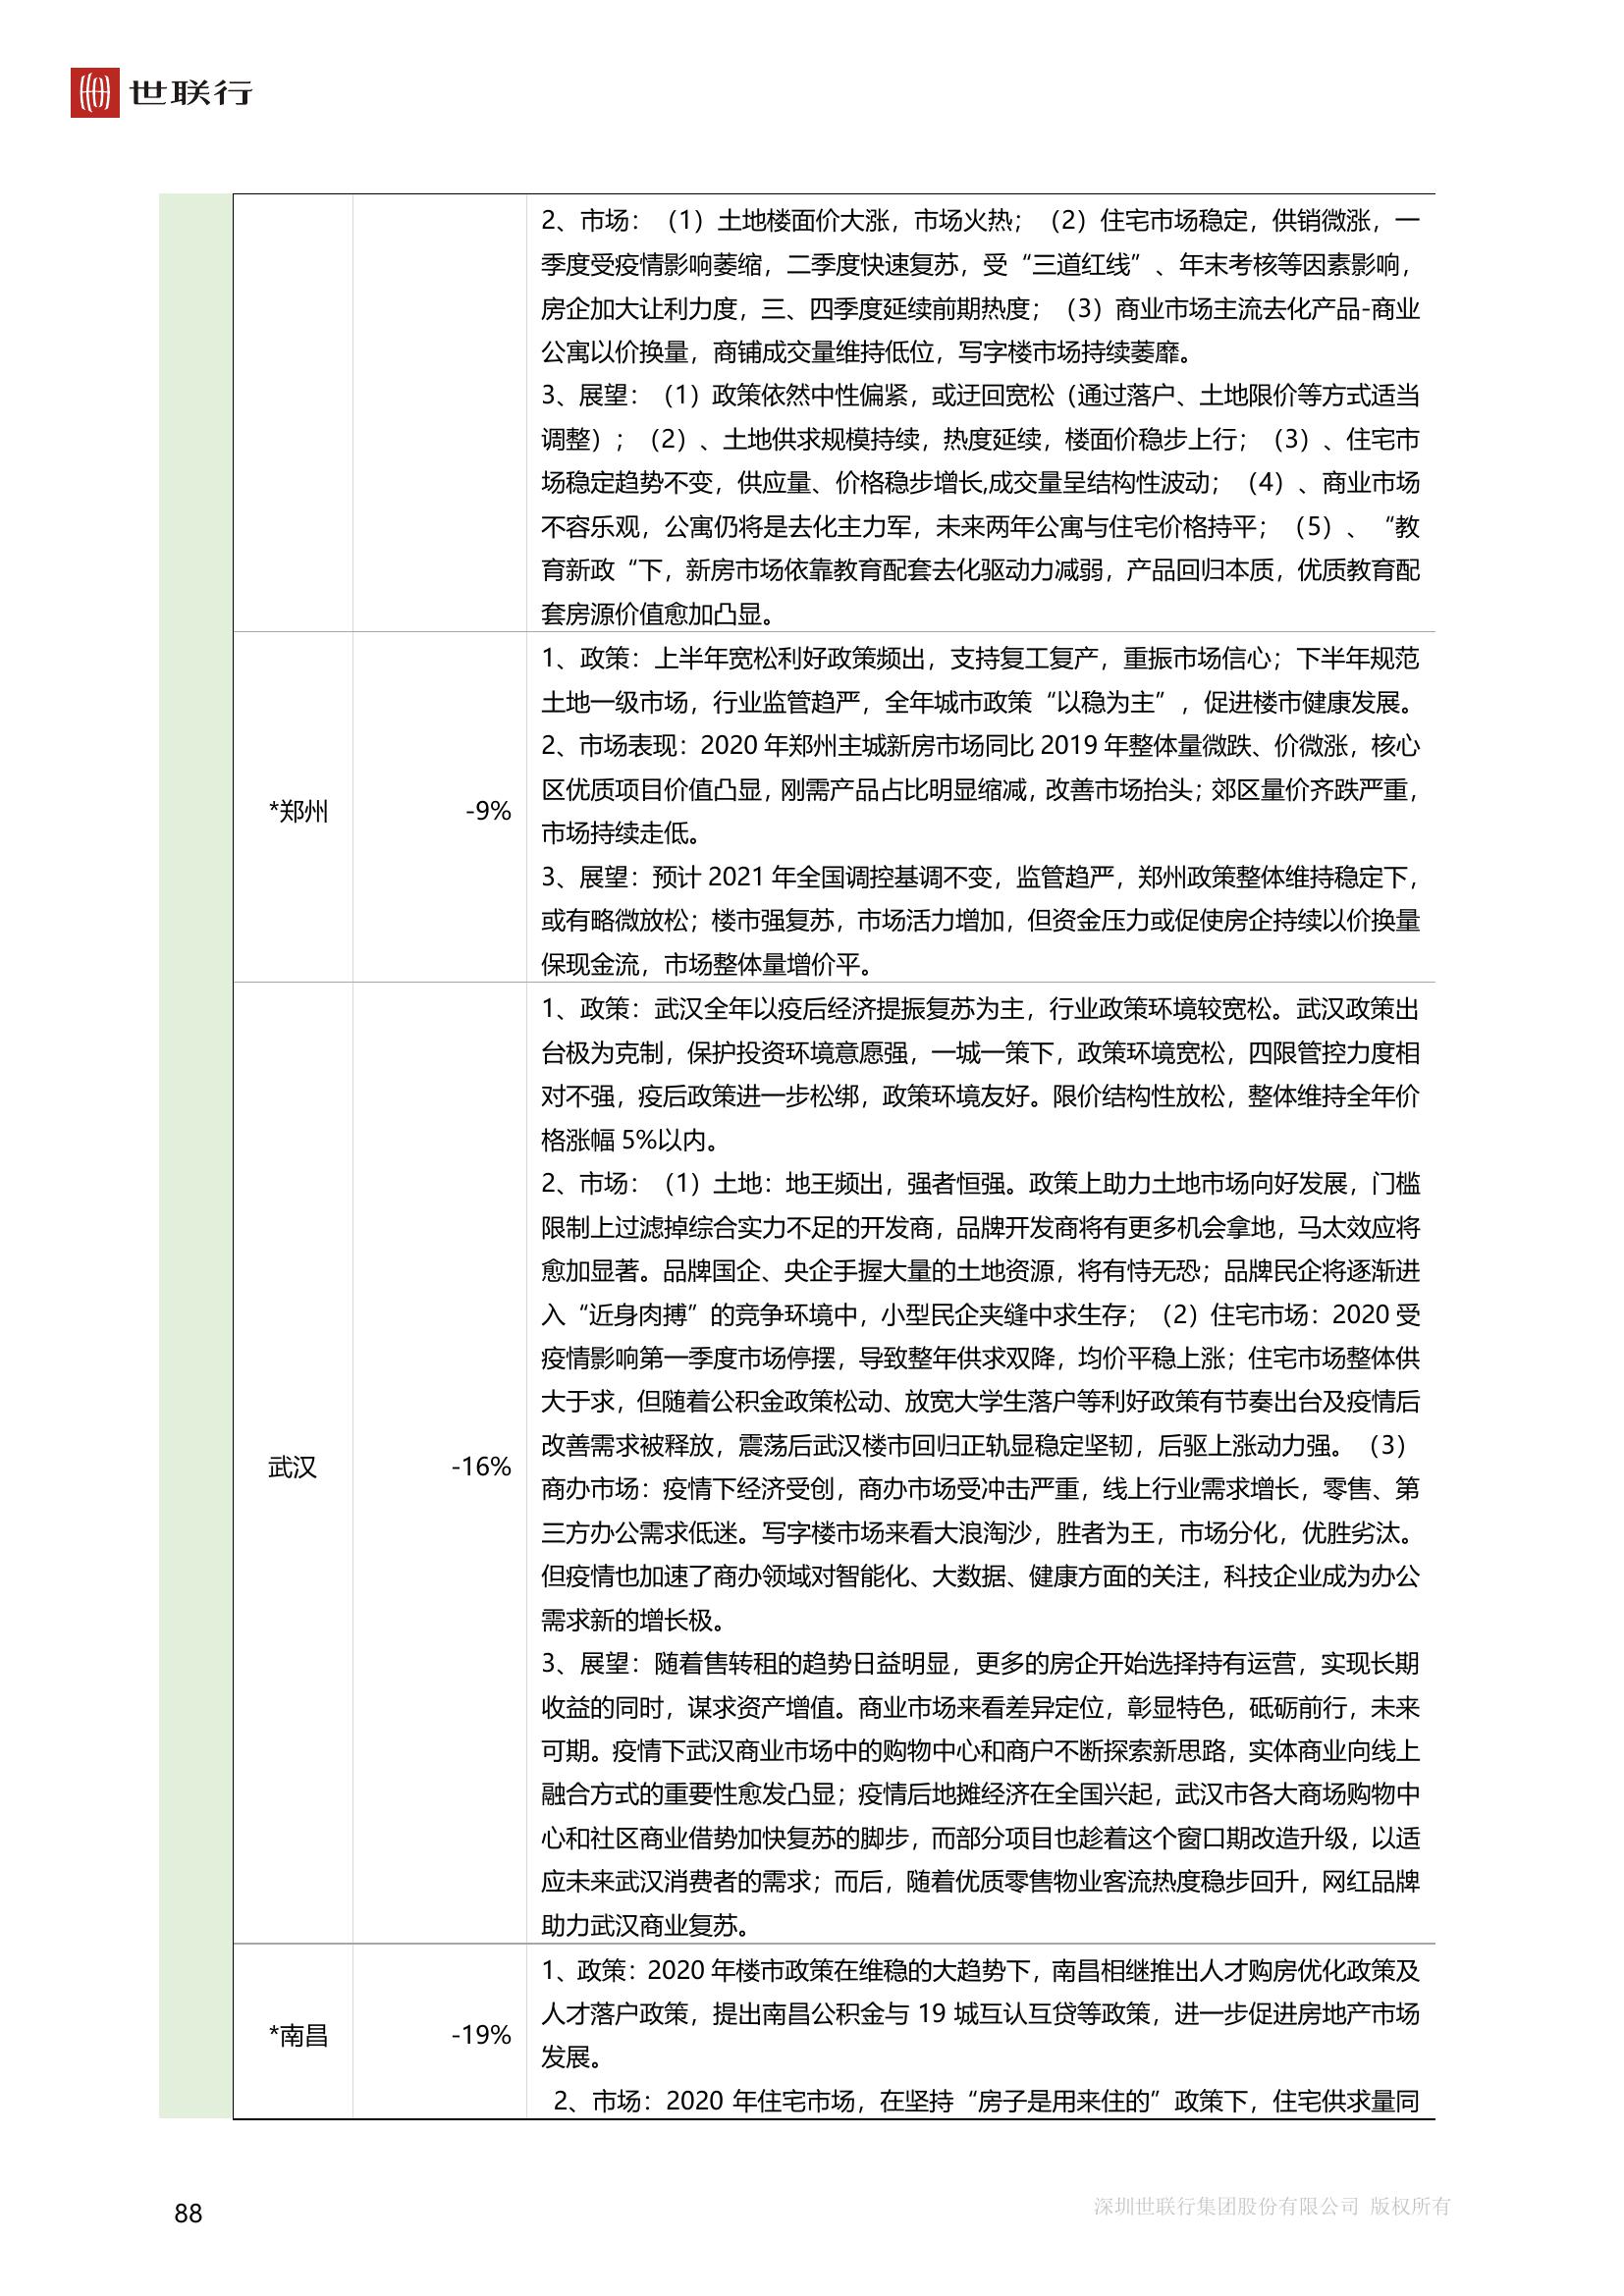 世联行
2、市场：（1）土地楼面价大涨，市场火热；（2）住宅市场稳定，供销微涨，一
季度受疫情影响萎缩，二季度快速复苏，受“三道红线”、年末考核等因素影响，
房企加大让利力度，三、四季度延续前期热度；（3）商业市场主流去化产品-商业
公寓以价换量，商铺成交量维持低位，写字楼市场持续萎靡。
3、展望：（1）政策依然中性偏紧，或迂回宽松（通过落户、土地限价等方式适当
调整）；（2）、土地供求规模持续，热度延续，楼面价稳步上行；（3）、住宅市
场稳定趋势不变，供应量、价格稳步增长,成交量呈结构性波动；（4）、商业市场
不容乐观，公寓仍将是去化主力军，未来两年公寓与住宅价格持平；（5）、“教
育新政“下，新房市场依靠教育配套去化驱动力减弱，产品回归本质，优质教育配
套房源价值愈加凸显。
*郑州
-9%
1、政策：上半年宽松利好政策频出，支持复工复产，重振市场信心；下半年规范
土地一级市场，行业监管趋严，全年城市政策“以稳为主”，促进楼市健康发展。
2、市场表现：2020 年郑州主城新房市场同比 2019 年整体量微跌、价微涨，核心
区优质项目价值凸显，刚需产品占比明显缩减，改善市场抬头；郊区量价齐跌严重，
市场持续走低。
3、展望：预计 2021 年全国调控基调不变，监管趋严，郑州政策整体维持稳定下，
或有略微放松；楼市强复苏，市场活力增加，但资金压力或促使房企持续以价换量
保现金流，市场整体量增价平。
武汉
-16%
1、政策：武汉全年以疫后经济提振复苏为主，行业政策环境较宽松。武汉政策出
台极为克制，保护投资环境意愿强，一城一策下，政策环境宽松，四限管控力度相
对不强，疫后政策进一步松绑，政策环境友好。限价结构性放松，整体维持全年价
格涨幅 5%以内。
2、市场：（1）土地：地王频出，强者恒强。政策上助力土地市场向好发展，门槛
限制上过滤掉综合实力不足的开发商，品牌开发商将有更多机会拿地，马太效应将
愈加显著。品牌国企、央企手握大量的土地资源，将有恃无恐；品牌民企将逐渐进
入“近身肉搏”的竞争环境中，小型民企夹缝中求生存；（2）住宅市场：2020 受
疫情影响第一季度市场停摆，导致整年供求双降，均价平稳上涨；住宅市场整体供
大于求，但随着公积金政策松动、放宽大学生落户等利好政策有节奏出台及疫情后
改善需求被释放，震荡后武汉楼市回归正轨显稳定坚韧，后驱上涨动力强。（3）
商办市场：疫情下经济受创，商办市场受冲击严重，线上行业需求增长，零售、第
三方办公需求低迷。写字楼市场来看大浪淘沙，胜者为王，市场分化，优胜劣汰。
但疫情也加速了商办领域对智能化、大数据、健康方面的关注，科技企业成为办公
需求新的增长极。
3、展望：随着售转租的趋势日益明显，更多的房企开始选择持有运营，实现长期
收益的同时，谋求资产增值。商业市场来看差异定位，彰显特色，砥砺前行，未来
可期。疫情下武汉商业市场中的购物中心和商户不断探索新思路，实体商业向线上
融合方式的重要性愈发凸显；疫情后地摊经济在全国兴起，武汉市各大商场购物中
心和社区商业借势加快复苏的脚步，而部分项目也趁着这个窗口期改造升级，以适
应未来武汉消费者的需求；而后，随着优质零售物业客流热度稳步回升，网红品牌
助力武汉商业复苏。
*南昌
-19%
1、政策：2020 年楼市政策在维稳的大趋势下，南昌相继推出人才购房优化政策及
人才落户政策，提出南昌公积金与 19 城互认互贷等政策，进一步促进房地产市场
发展。
2、市场：2020 年住宅市场，在坚持“房子是用来住的”政策下，住宅供求量同
88
深圳世联行集团股份有限公司 版权所有